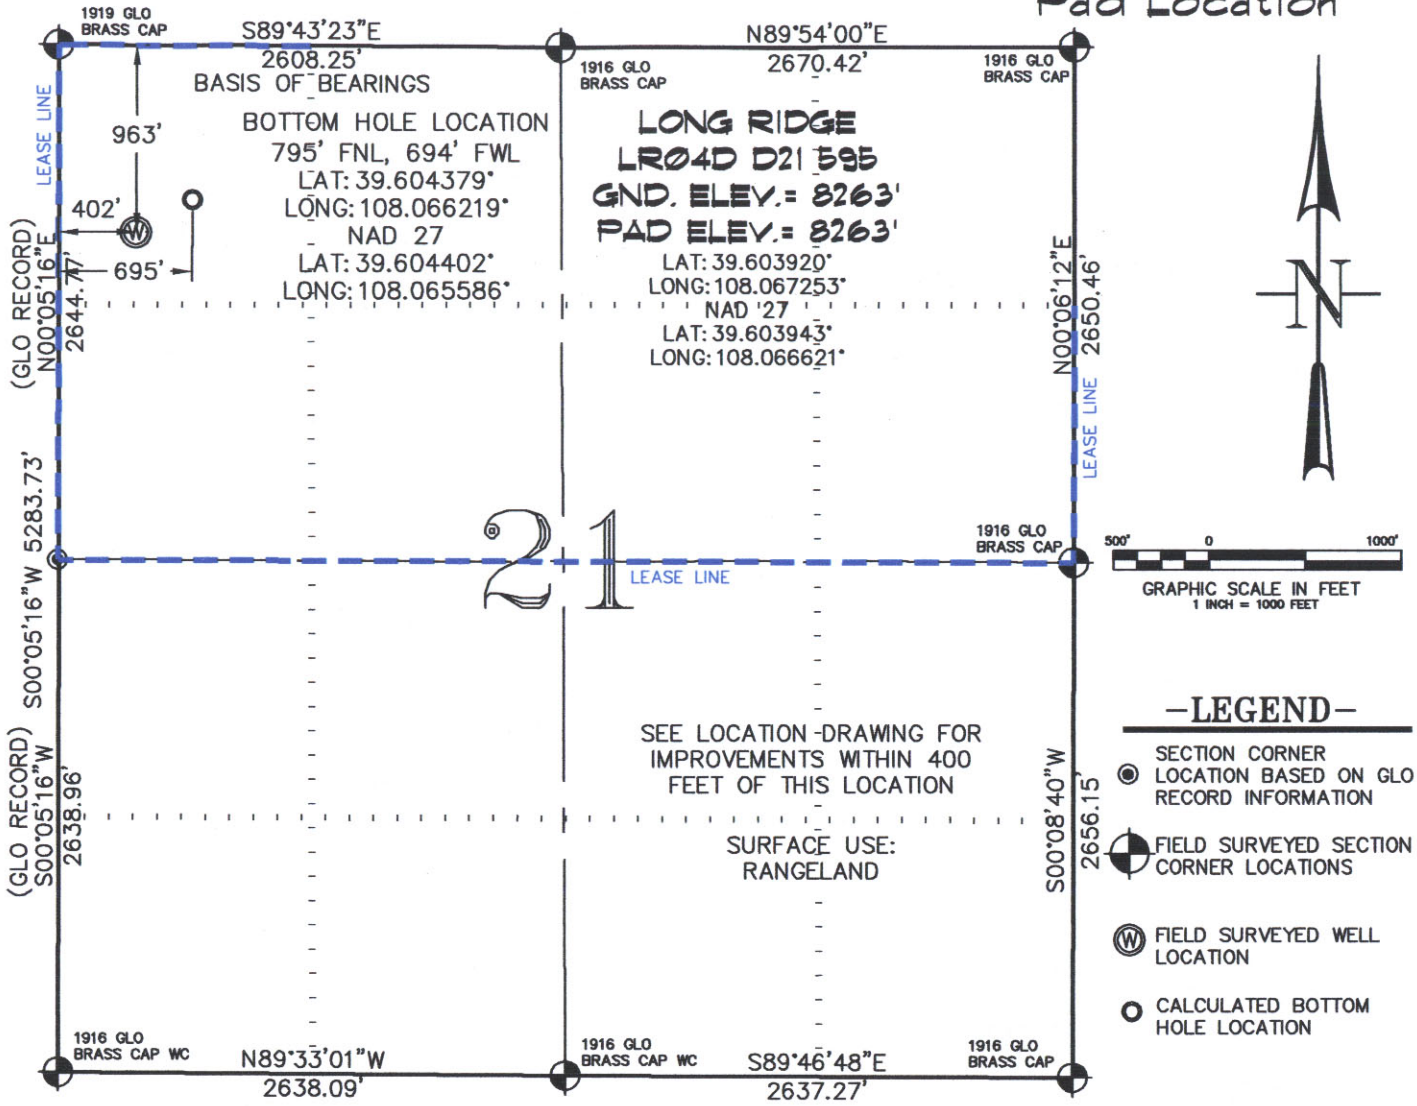 Pad Location
1919 GLO
BRASS CAP
S89°43'23"E
2608.25'
BASIS OF BEARINGS
N89°54'00"E
2670.42'
1916 GLO
BRASS CAP
1916 GLO
BRASS CAP
LEASE LINE
963'
402'
695'
BOTTOM HOLE LOCATION
795' FNL, 694' FWL
LAT: 39.604379°
LONG: 108.066219°
NAD 27
LAT: 39.604402°
LONG: 108.065586°
LONG RIDGE
LR04D D21 595
GND. ELEV.= 8263'
PAD ELEV.= 8263'
LAT: 39.603920°
LONG: 108.067253°
NAD '27
LAT: 39.603943°
LONG: 108.066621°
(GLO RECORD)
N00°05'16"E
2644.77'
N00°06'12"E
2650.46'
LEASE LINE
N
S00°05'16"W 5283.73'
21
LEASE LINE
1916 GLO
BRASS CAP
500' 0 1000'
GRAPHIC SCALE IN FEET
1 INCH = 1000 FEET
(GLO RECORD)
S00°05'16"W
2638.96'
SEE LOCATION DRAWING FOR
IMPROVEMENTS WITHIN 400
FEET OF THIS LOCATION
SURFACE USE:
RANGELAND
S00°08'40"W
2656.15'
-LEGEND-
SECTION CORNER
LOCATION BASED ON GLO
RECORD INFORMATION
FIELD SURVEYED SECTION
CORNER LOCATIONS
W
FIELD SURVEYED WELL
LOCATION
CALCULATED BOTTOM
HOLE LOCATION
W
1916 GLO
BRASS CAP WC
N89°33'01"W
2638.09'
1916 GLO
BRASS CAP WC
S89°46'48"E
2637.27'
1916 GLO
BRASS CAP